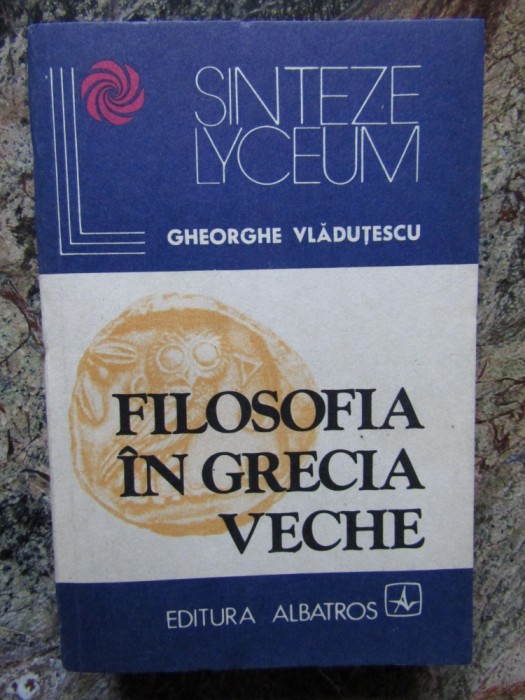 SINTEZE
LYCEUM
GHEORGHE VLĂDUȚESCU
FILOSOFIA
ÎN GRECIA
VECHE
EDITURA ALBATROS